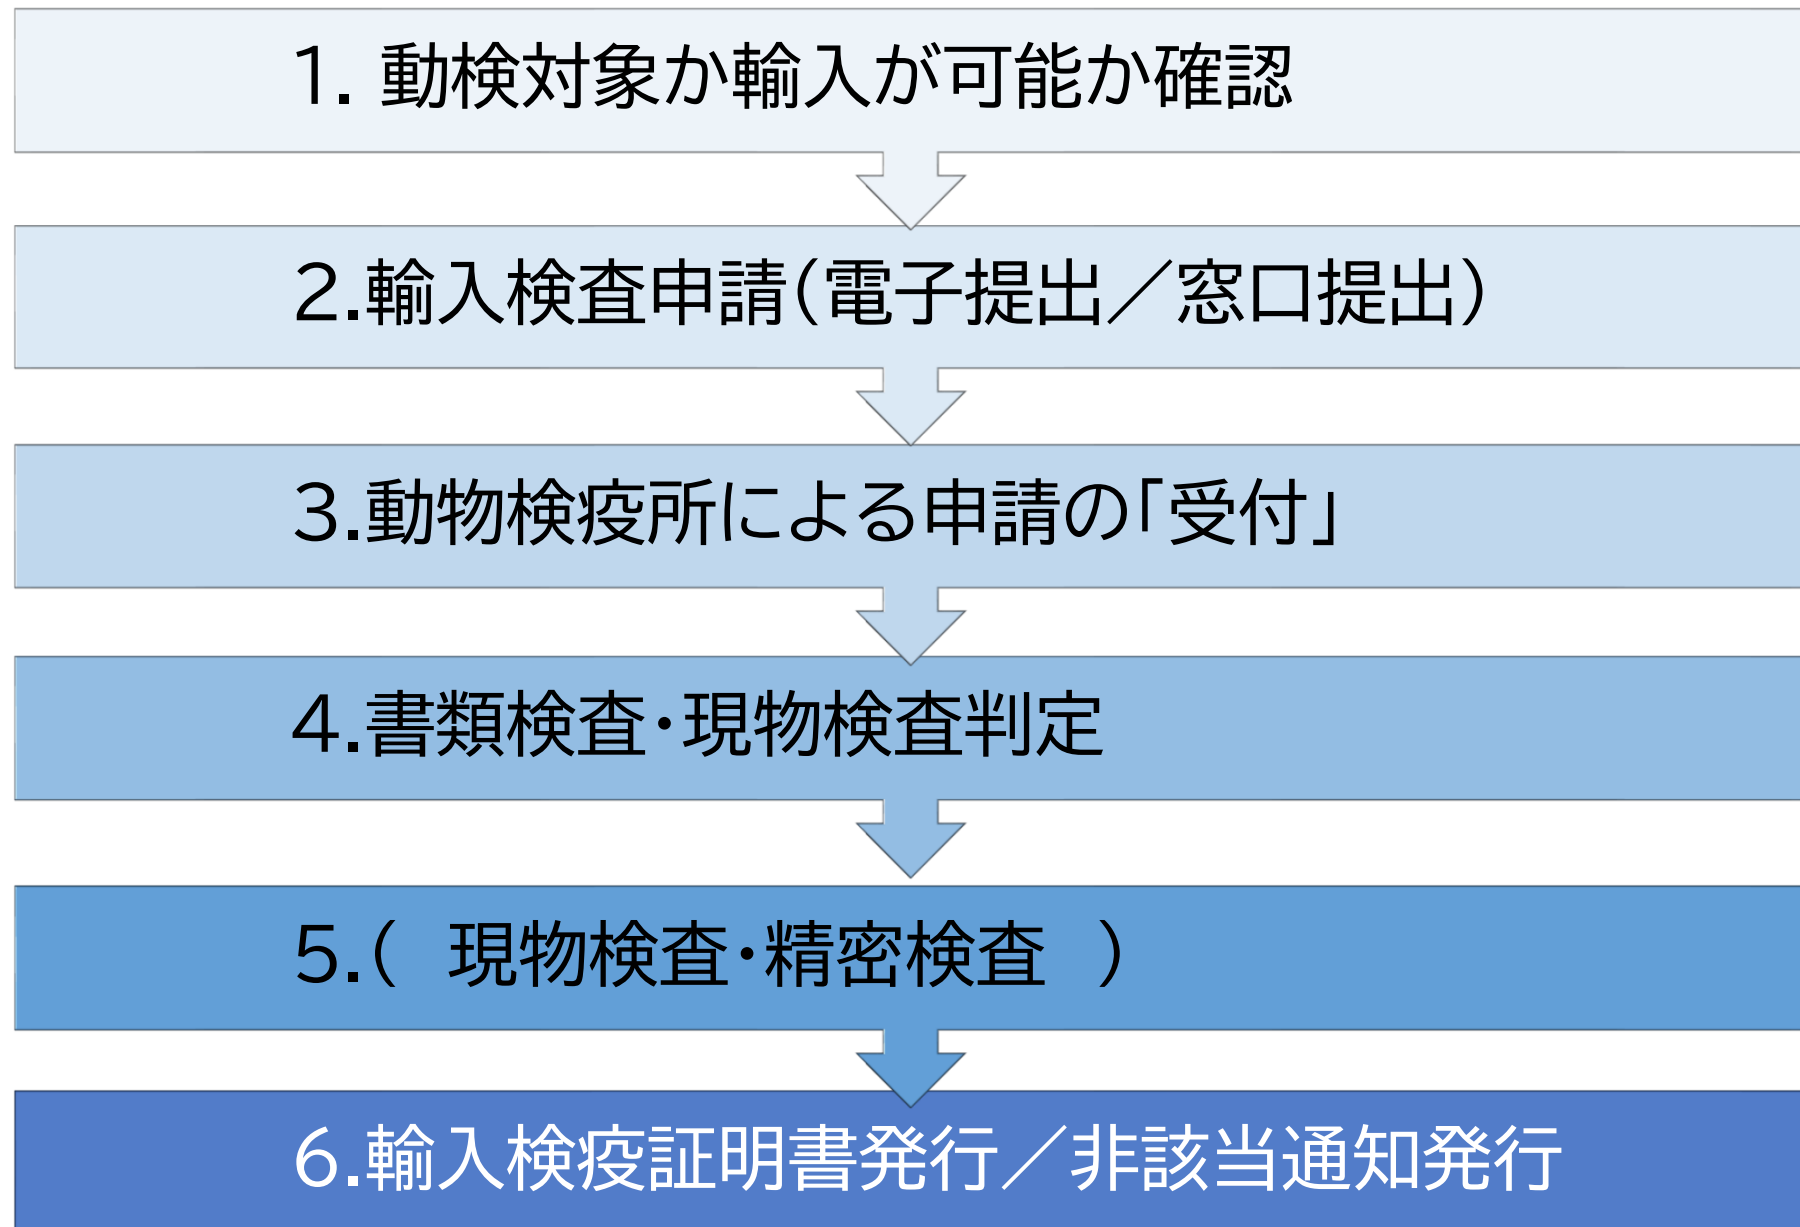 1. 動検対象か輸入が可能か確認
2.輸入検査申請(電子提出／窓口提出)
3.動物検疫所による申請の「受付」
4.書類検査・現物検査判定
5.(　現物検査・精密検査　)
6.輸入検疫証明書発行／非該当通知発行